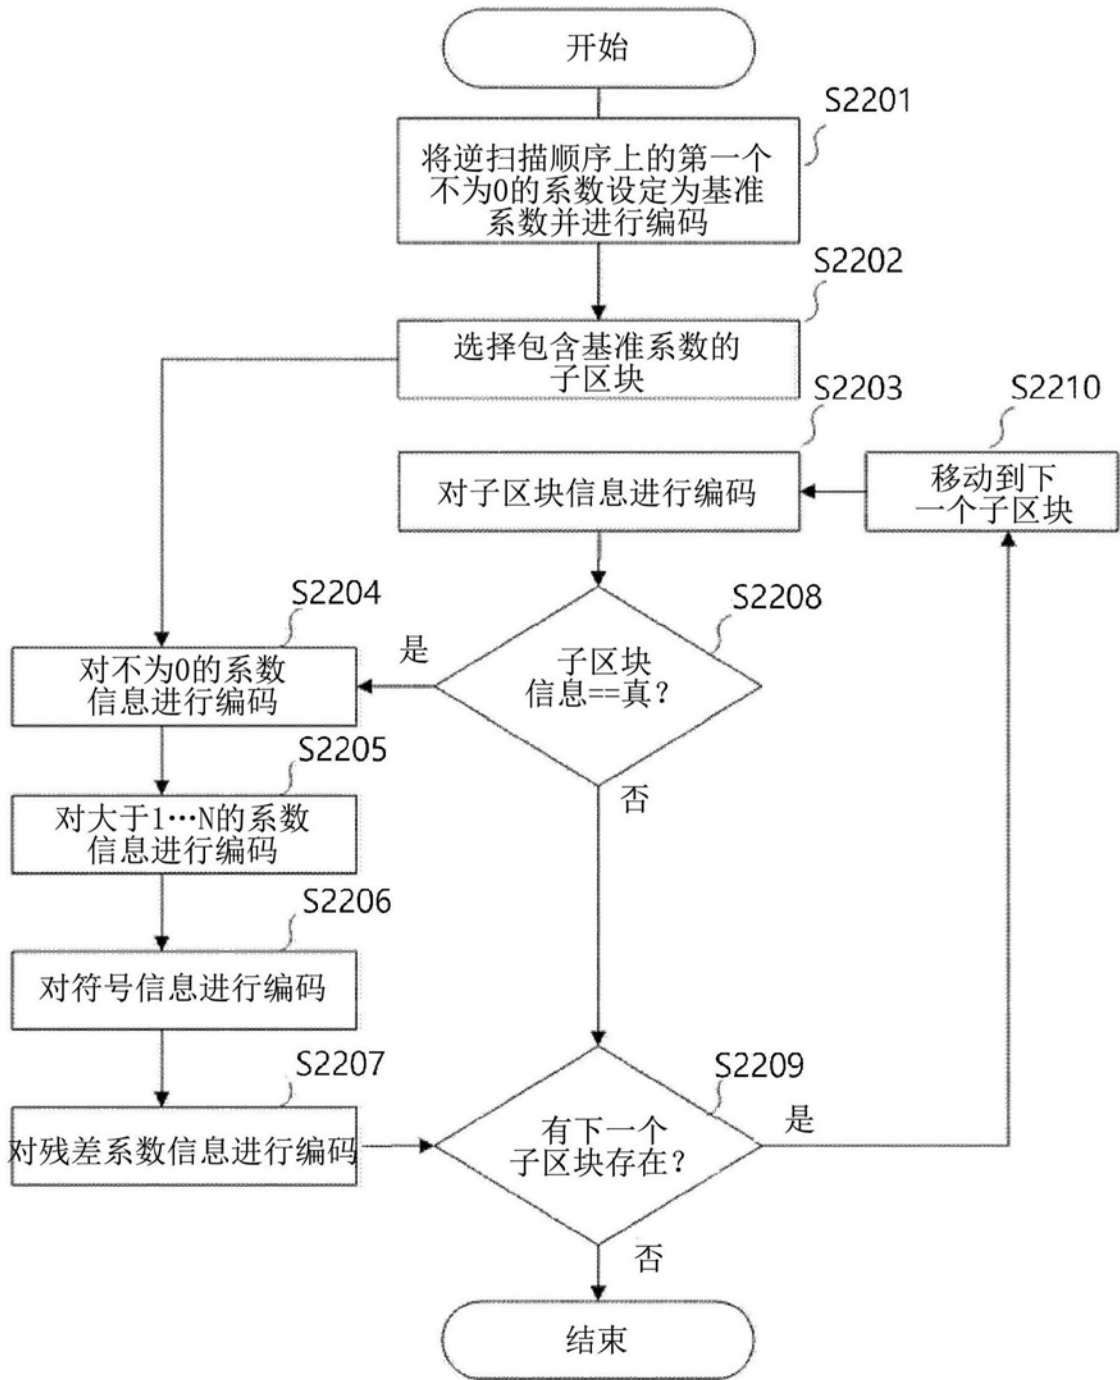 开始
S2201
将逆扫描顺序上的第一个
不为0的系数设定为基准
系数并进行编码
S2202
选择包含基准系数的
子区块
S2203
S2210
对子区块信息进行编码
移动到下
一个子区块
S2204
是
S2208
对不为0的系数
信息进行编码
子区块
信息==真?
S2205
否
对大于1…N的系数
信息进行编码
S2206
对符号信息进行编码
S2207
S2209
对残差系数信息进行编码
有下一个
子区块存在?
是
否
结束